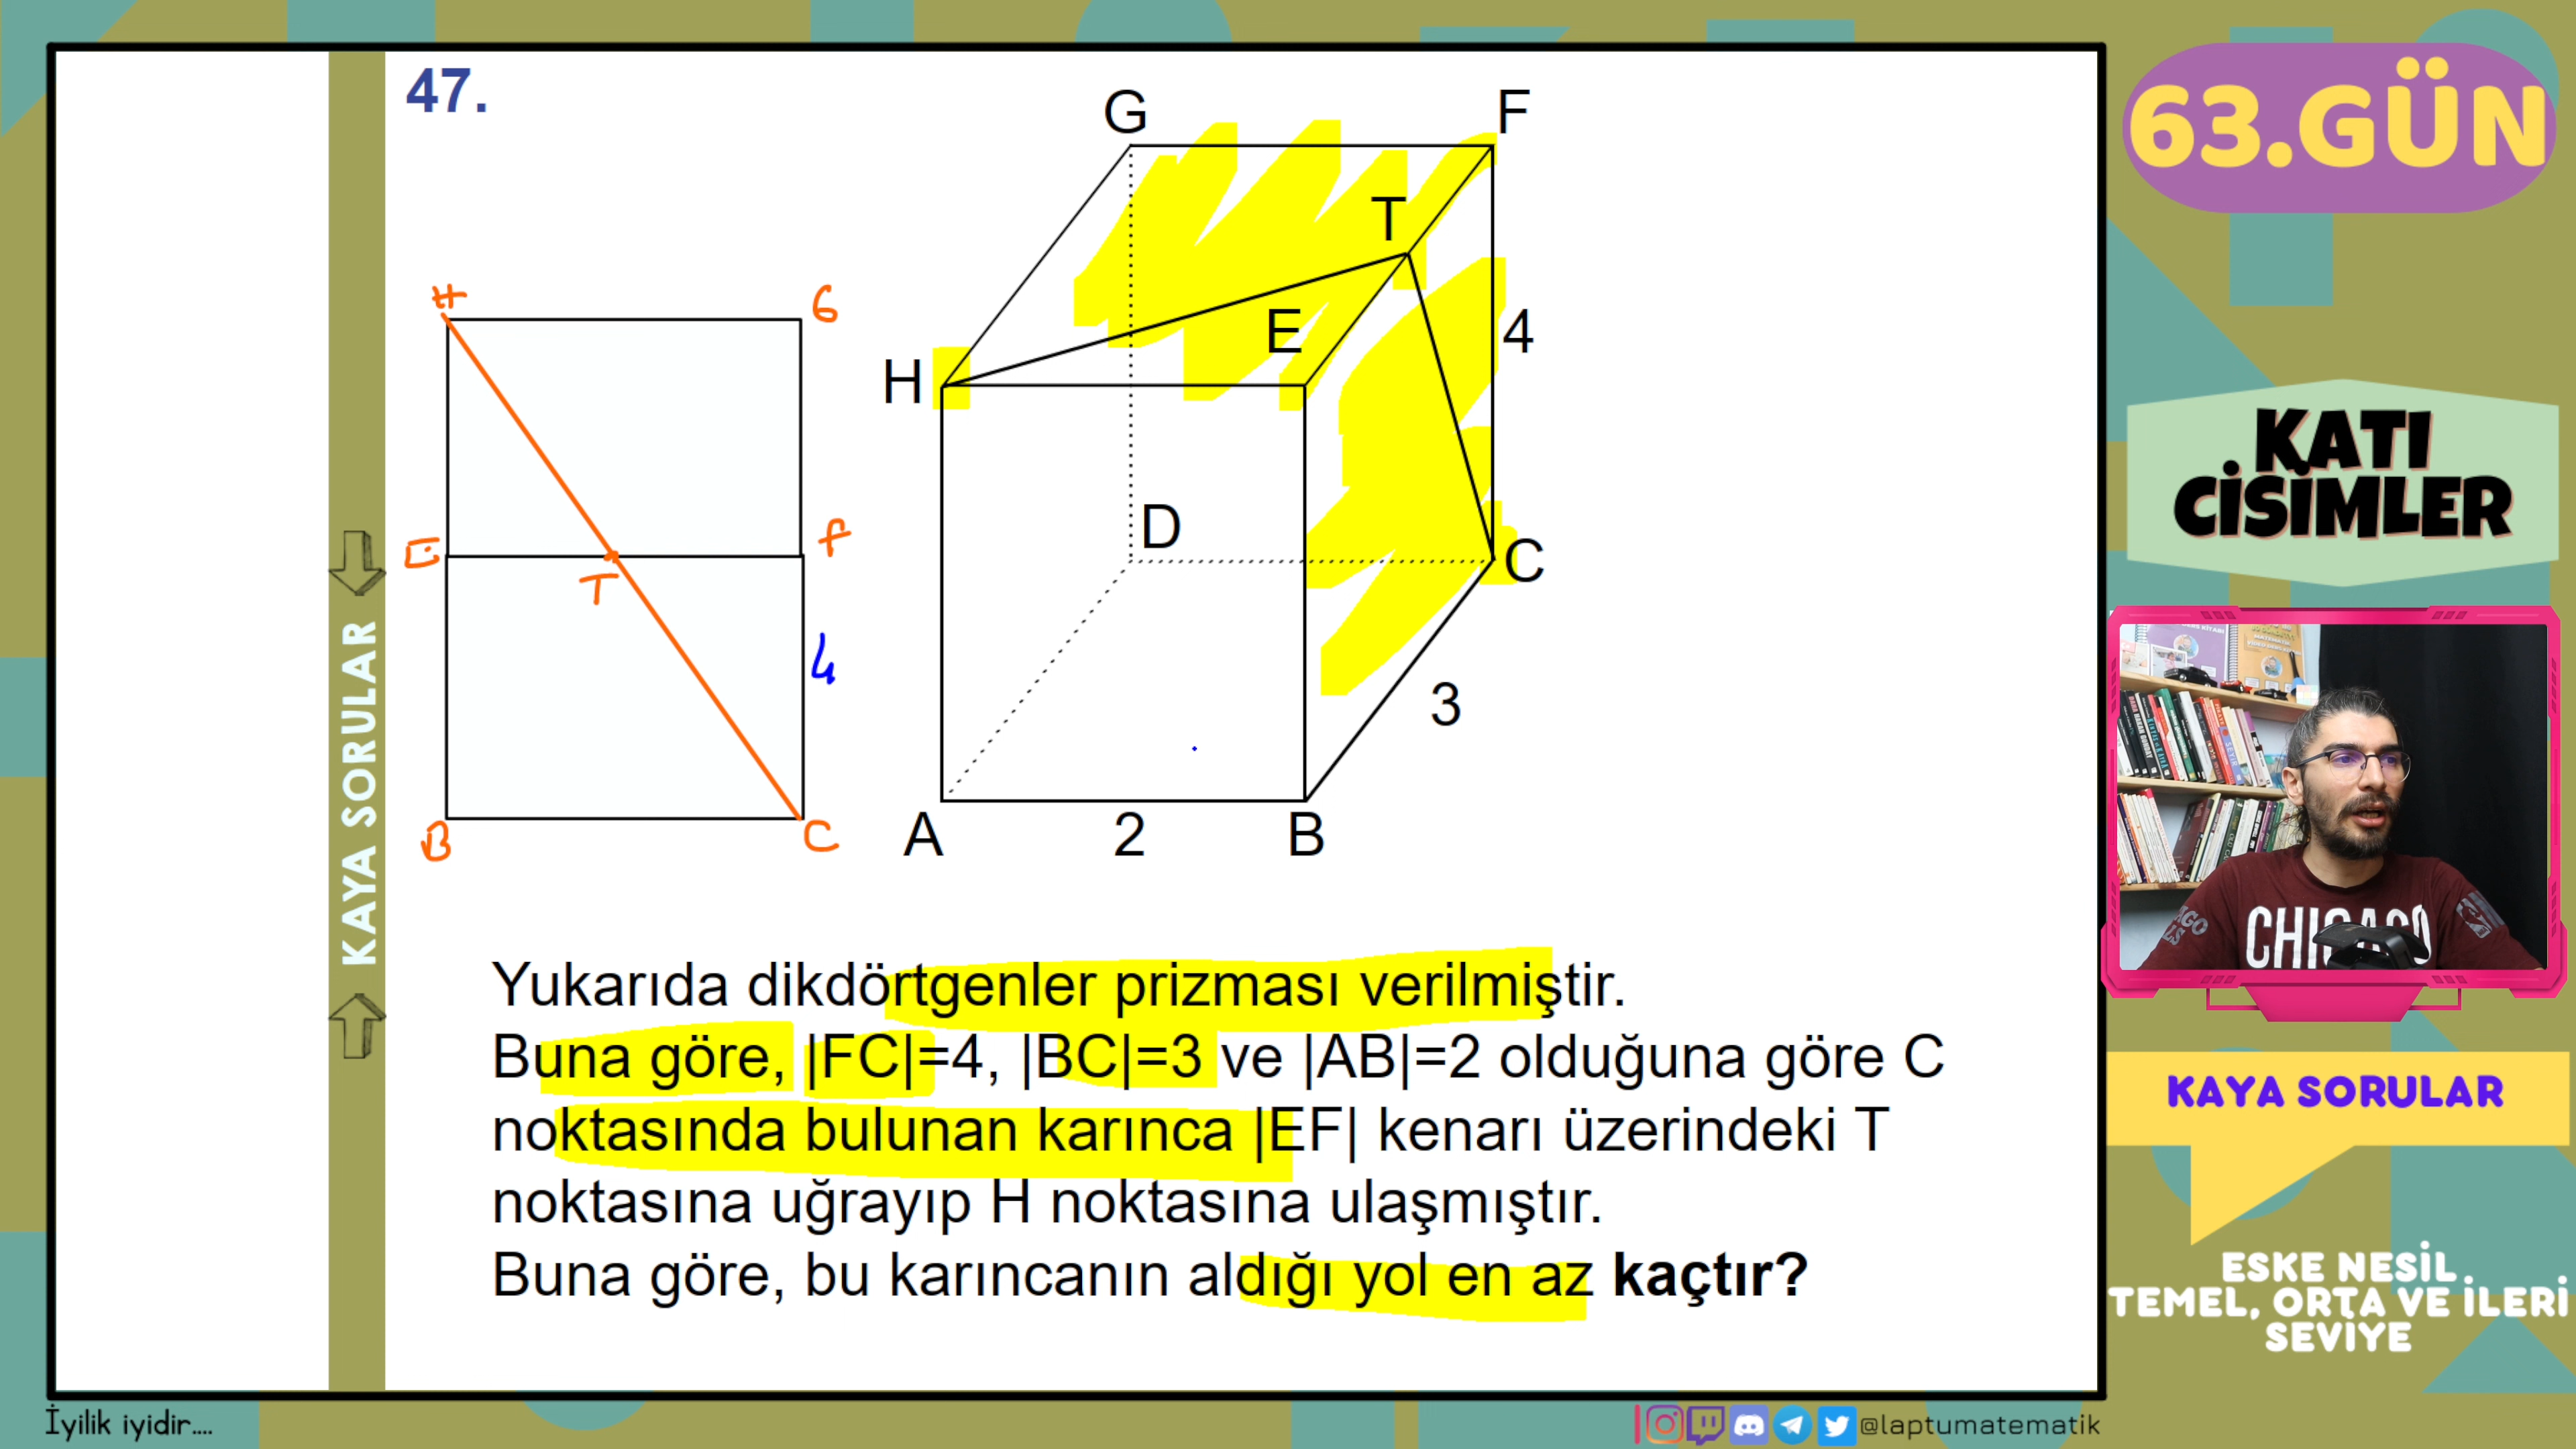 47.
G
F
T
4
E
H
D
C
3
A
2
B
H
G
E
F
T
4
B
C
KAYA SORULAR
Yukarıda dikdörtgenler prizması verilmiştir.
Buna göre, |FC|=4, |BC|=3 ve |AB|=2 olduğuna göre C
noktasında bulunan karınca |EF| kenarı üzerindeki T
noktasına uğrayıp H noktasına ulaşmıştır.
Buna göre, bu karıncanın aldığı yol en az kaçtır?
63.GÜN
KATI
CİSİMLER
CHICAGO
KAYA SORULAR
ESKE NESİL
TEMEL, ORTA VE İLERİ
SEVİYE
İyilik iyidir....
@laptumatematik